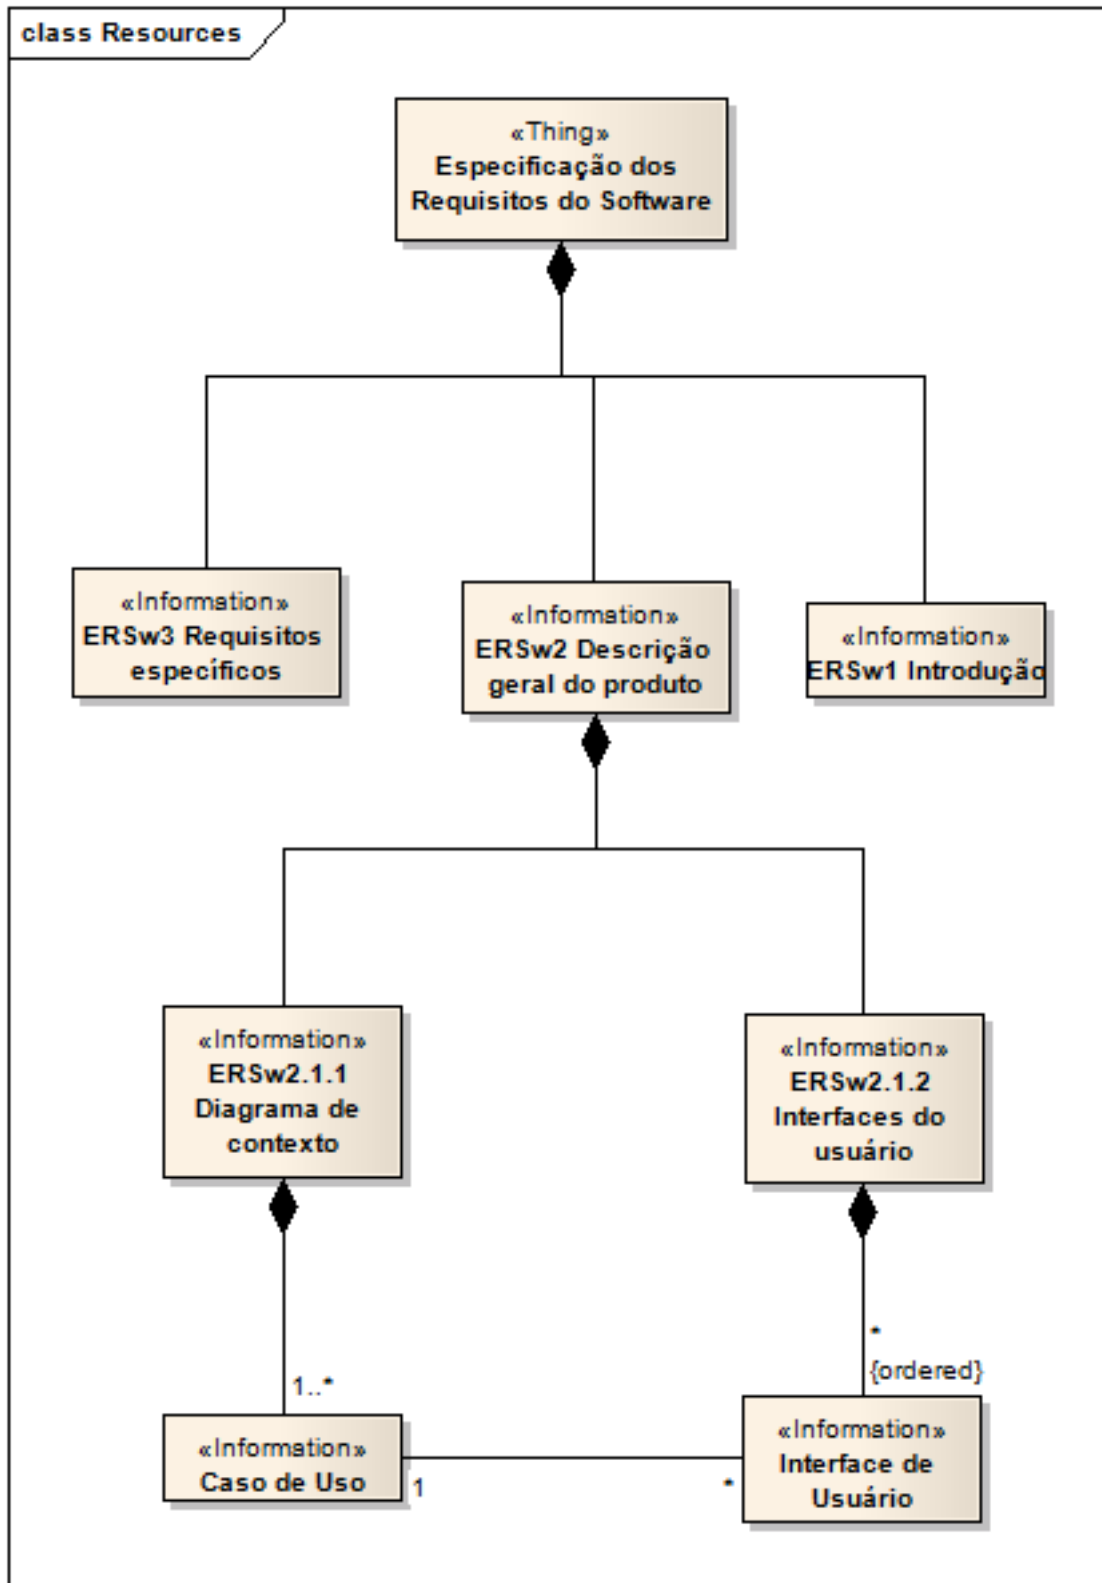 class Resources
«Thing»
Especificação dos
Requisitos do Software
«Information»
ERSw3 Requisitos
específicos
«Information»
ERSw2 Descrição
geral do produto
«Information»
ERSw1 Introdução
«Information»
ERSw2.1.1
Diagrama de
contexto
«Information»
ERSw2.1.2
Interfaces do
usuário
1..*
*
{ordered}
«Information»
Caso de Uso
1
*
«Information»
Interface de
Usuário